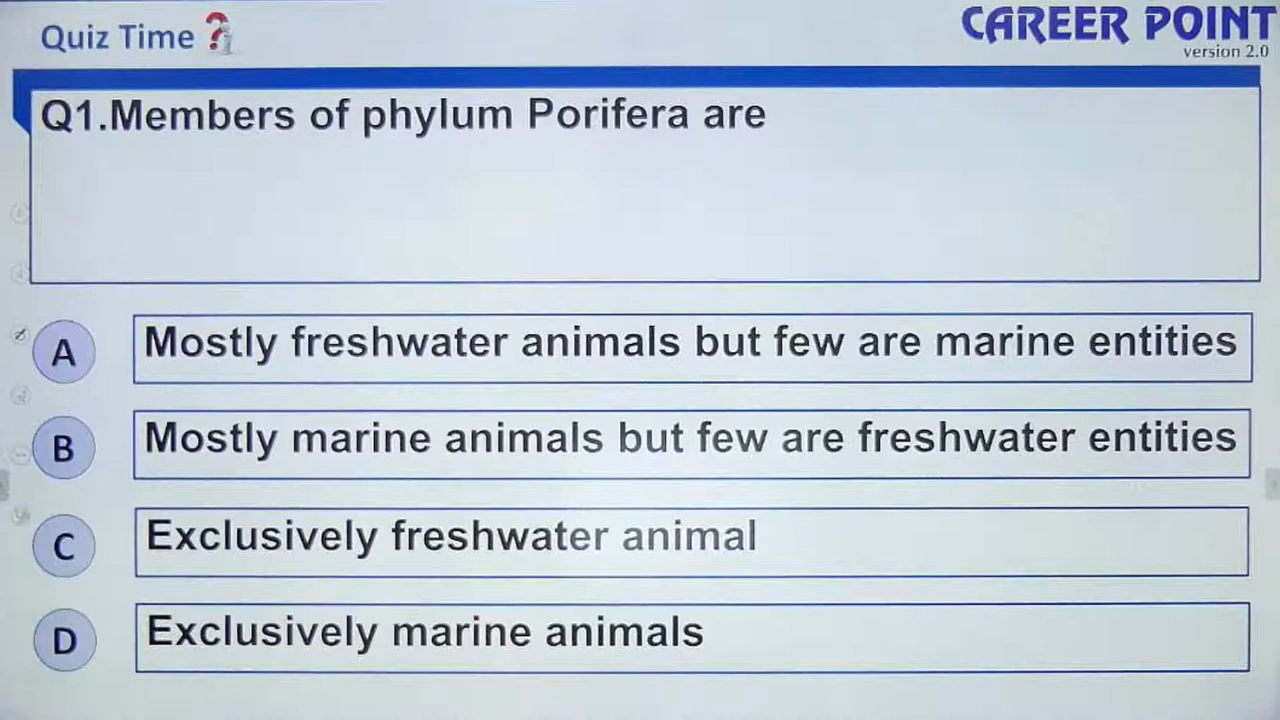 Quiz Time
CAREER POINT
version 2.0
Q1.Members of phylum Porifera are
A
Mostly freshwater animals but few are marine entities
B
Mostly marine animals but few are freshwater entities
C
Exclusively freshwater animal
D
Exclusively marine animals